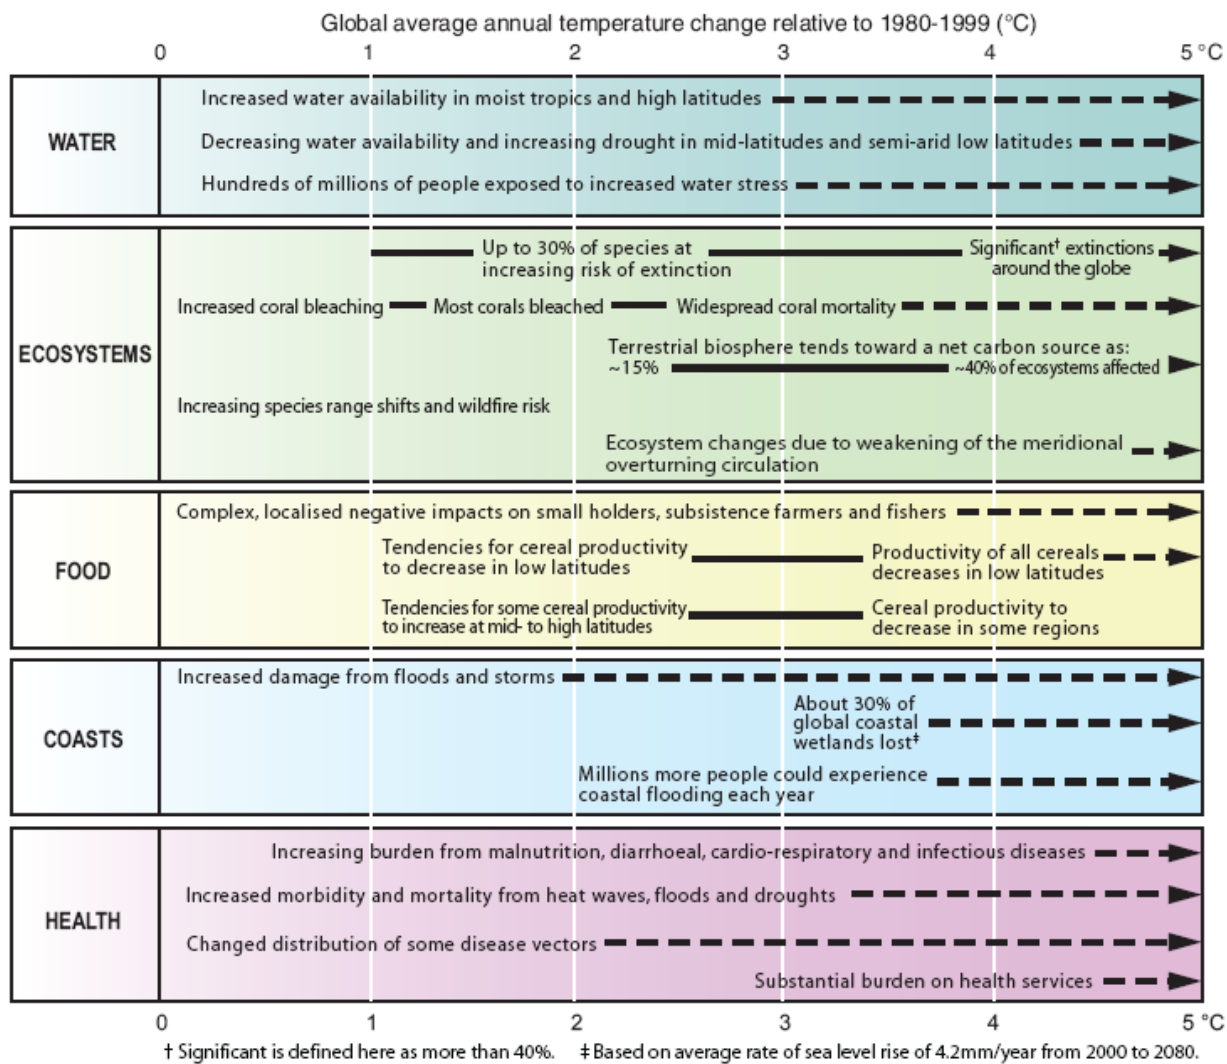 Global average annual temperature change relative to 1980-1999 (°C)
0 1 2 3 4 5 °C
WATER
Increased water availability in moist tropics and high latitudes
Decreasing water availability and increasing drought in mid-latitudes and semi-arid low latitudes
Hundreds of millions of people exposed to increased water stress
ECOSYSTEMS
Up to 30% of species at
increasing risk of extinction
Significant† extinctions
around the globe
Increased coral bleaching Most corals bleached Widespread coral mortality
Terrestrial biosphere tends toward a net carbon source as:
~15% ~40% of ecosystems affected
Increasing species range shifts and wildfire risk
Ecosystem changes due to weakening of the meridional
overturning circulation
FOOD
Complex, localised negative impacts on small holders, subsistence farmers and fishers
Tendencies for cereal productivity
to decrease in low latitudes
Productivity of all cereals
decreases in low latitudes
Tendencies for some cereal productivity
to increase at mid- to high latitudes
Cereal productivity to
decrease in some regions
COASTS
Increased damage from floods and storms
About 30% of
global coastal
wetlands lost‡
Millions more people could experience
coastal flooding each year
HEALTH
Increasing burden from malnutrition, diarrhoeal, cardio-respiratory and infectious diseases
Increased morbidity and mortality from heat waves, floods and droughts
Changed distribution of some disease vectors
Substantial burden on health services
0 1 2 3 4 5 °C
† Significant is defined here as more than 40%. ‡ Based on average rate of sea level rise of 4.2mm/year from 2000 to 2080.